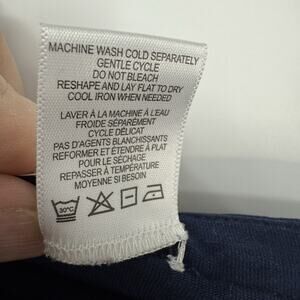 MACHINE WASH COLD SEPARATELY
GENTLE CYCLE
DO NOT BLEACH
RESHAPE AND LAY FLAT TO DRY
COOL IRON WHEN NEEDED
LAVER À LA MACHINE À L'EAU
FROIDE SÉPARÉMENT
CYCLE DÉLICAT
PAS D'AGENTS BLANCHISSANTS
REFORMER ET ÉTENDRE À PLAT
POUR LE SÉCHAGE
REPASSER À TEMPÉRATURE
MOYENNE SI BESOIN
30°C